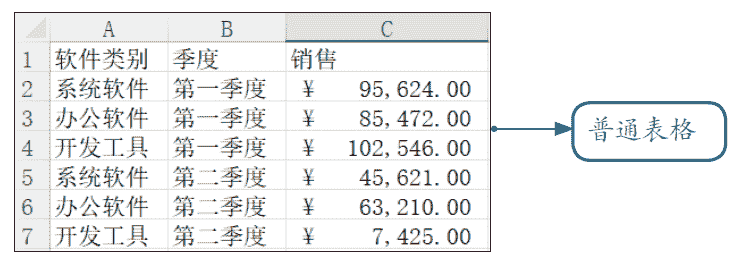 A B C
1 软件类别 季度 销售
2 系统软件 第一季度 ¥ 95,624.00
3 办公软件 第一季度 ¥ 85,472.00
4 开发工具 第一季度 ¥ 102,546.00
5 系统软件 第二季度 ¥ 45,621.00
6 办公软件 第二季度 ¥ 63,210.00
7 开发工具 第二季度 ¥ 7,425.00
普通表格